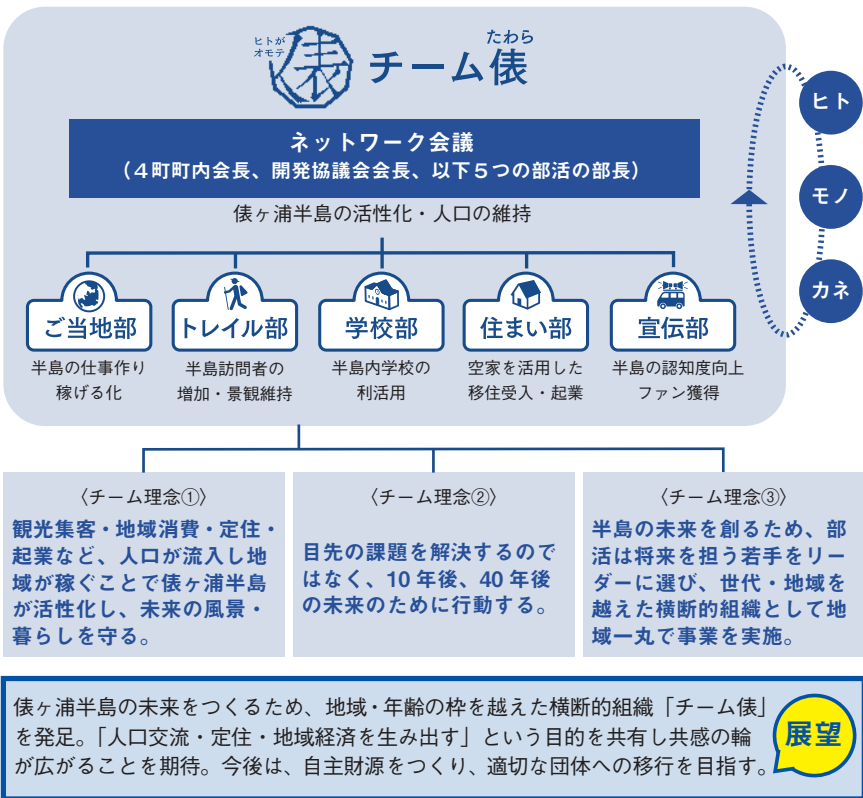 ヒトが
オモテ
俵
たわら
チーム俵
ネットワーク会議
（４町町内会長、開発協議会会長、以下５つの部活の部長）
俵ヶ浦半島の活性化・人口の維持
ヒト
モノ
カネ
ご当地部
半島の仕事作り
稼げる化
トレイル部
半島訪問者の
増加・景観維持
学校部
半島内学校の
利活用
住まい部
空家を活用した
移住受入・起業
宣伝部
半島の認知度向上
ファン獲得
〈チーム理念①〉
観光集客・地域消費・定住・
起業など、人口が流入し地
域が稼ぐことで俵ヶ浦半島
が活性化し、未来の風景・
暮らしを守る。
〈チーム理念②〉
目先の課題を解決するので
はなく、10 年後、40 年後
の未来のために行動する。
〈チーム理念③〉
半島の未来を創るため、部
活は将来を担う若手をリー
ダーに選び、世代・地域を
越えた横断的組織として地
域一丸で事業を実施。
俵ヶ浦半島の未来をつくるため、地域・年齢の枠を越えた横断的組織「チーム俵」
を発足。「人口交流・定住・地域経済を生み出す」という目的を共有し共感の輪
が広がることを期待。今後は、自主財源をつくり、適切な団体への移行を目指す。
展望